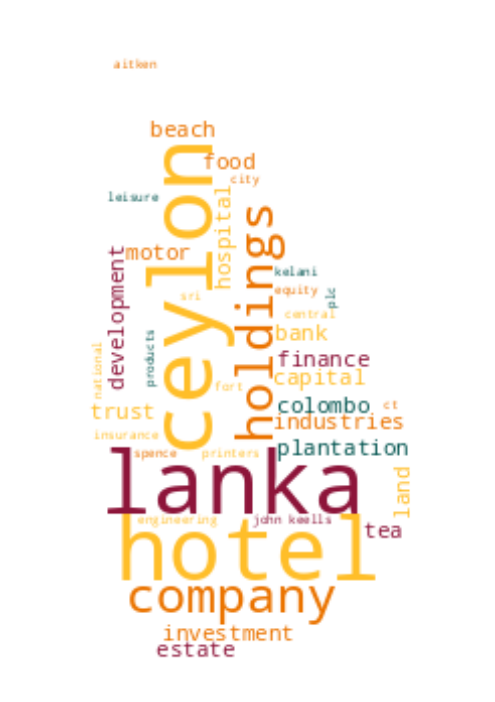 aitken
beach
food
city
leisure
ceylon
hospital
holdings
motor
development
kelani
equity
plc
sri
central
products
bank
national
finance
capital
fort
trust
colombo
ct
industries
insurance
plantation
spence
printers
lanka
land
engineering
john keells
tea
hotel
company
investment
estate